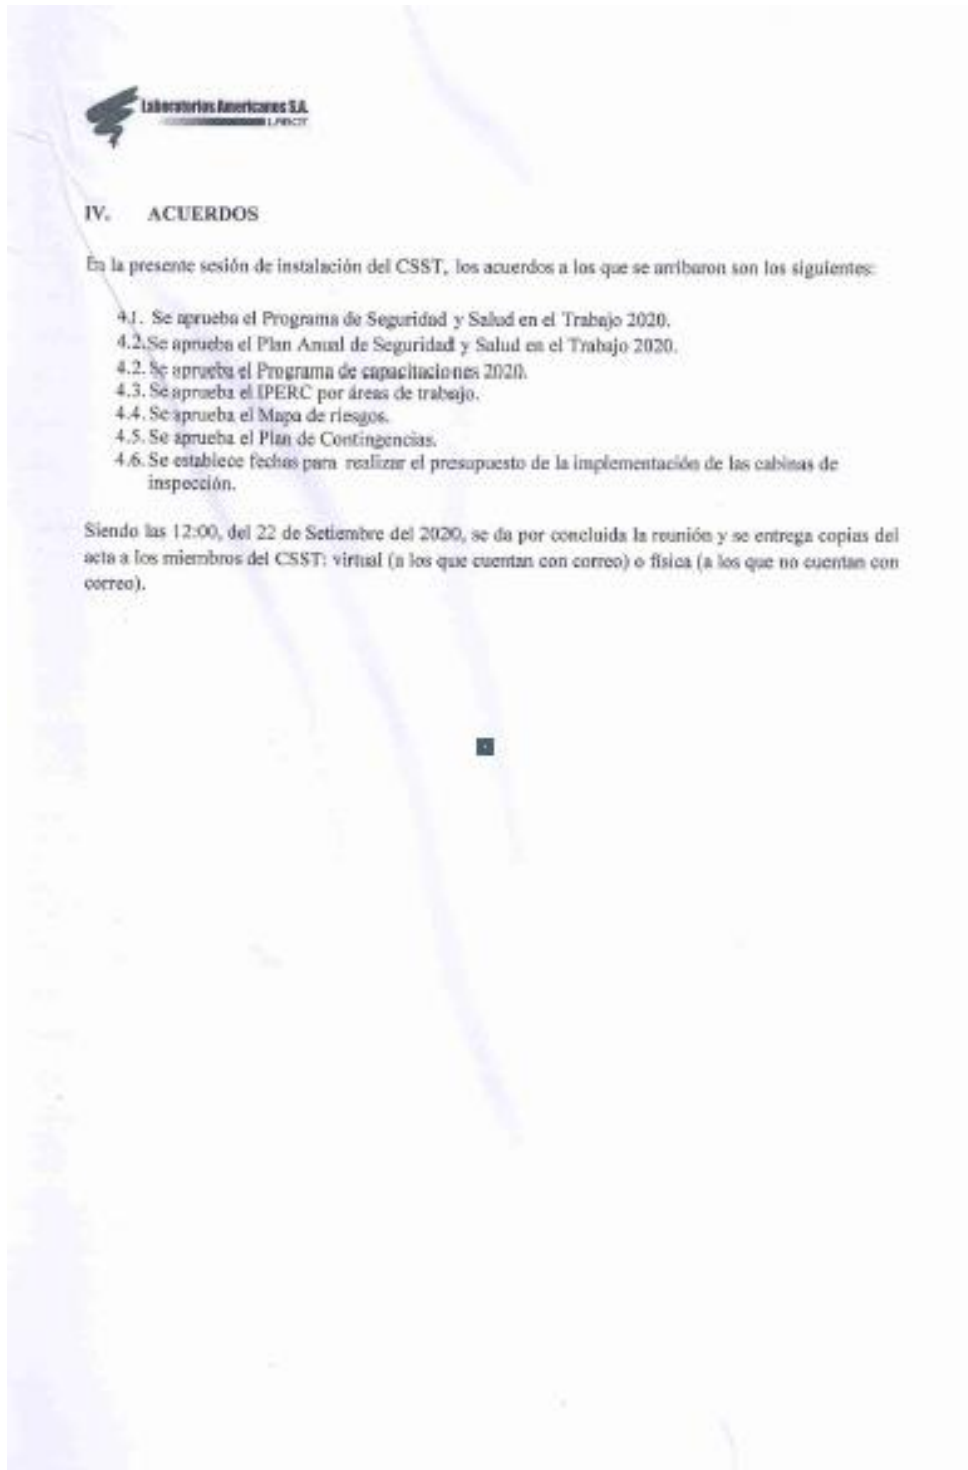 Laboratorios Americanos S.A.
LABOT
IV. ACUERDOS
En la presente sesión de instalación del CSST, los acuerdos a los que se arribaron son los siguientes:
4.1. Se aprueba el Programa de Seguridad y Salud en el Trabajo 2020.
4.2.Se aprueba el Plan Anual de Seguridad y Salud en el Trabajo 2020.
4.2. Se aprueba el Programa de capacitaciones 2020.
4.3. Se aprueba el IPERC por áreas de trabajo.
4.4. Se aprueba el Mapa de riesgos.
4.5. Se aprueba el Plan de Contingencias.
4.6. Se establece fechas para realizar el presupuesto de la implementación de las cabinas de
inspección.
Siendo las 12:00, del 22 de Setiembre del 2020, se da por concluida la reunión y se entrega copias del
acta a los miembros del CSST: virtual (a los que cuentan con correo) o física (a los que no cuentan con
correo).